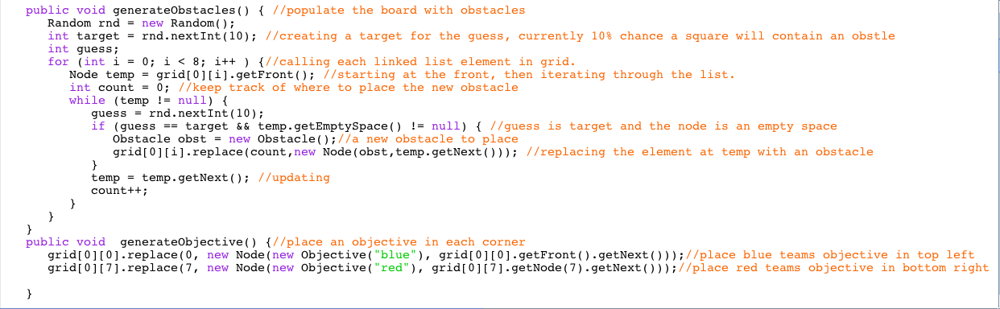 public void generateObstacles() { //populate the board with obstacles
Random rnd = new Random();
int target = rnd.nextInt(10); //creating a target for the guess, currently 10% chance a square will contain an obstle
int guess;
for (int i = 0; i < 8; i++ ) {//calling each linked list element in grid.
Node temp = grid[0][i].getFront(); //starting at the front, then iterating through the list.
int count = 0; //keep track of where to place the new obstacle
while (temp != null) {
guess = rnd.nextInt(10);
if (guess == target && temp.getEmptySpace() != null) { //guess is target and the node is an empty space
Obstacle obst = new Obstacle();//a new obstacle to place
grid[0][i].replace(count,new Node(obst,temp.getNext())); //replacing the element at temp with an obstacle
}
temp = temp.getNext(); //updating
count++;
}
}
}
public void  generateObjective() {//place an objective in each corner
grid[0][0].replace(0, new Node(new Objective("blue"), grid[0][0].getFront().getNext()));//place blue teams objective in top left
grid[0][7].replace(7, new Node(new Objective("red"), grid[0][7].getNode(7).getNext()));//place red teams objective in bottom right
}